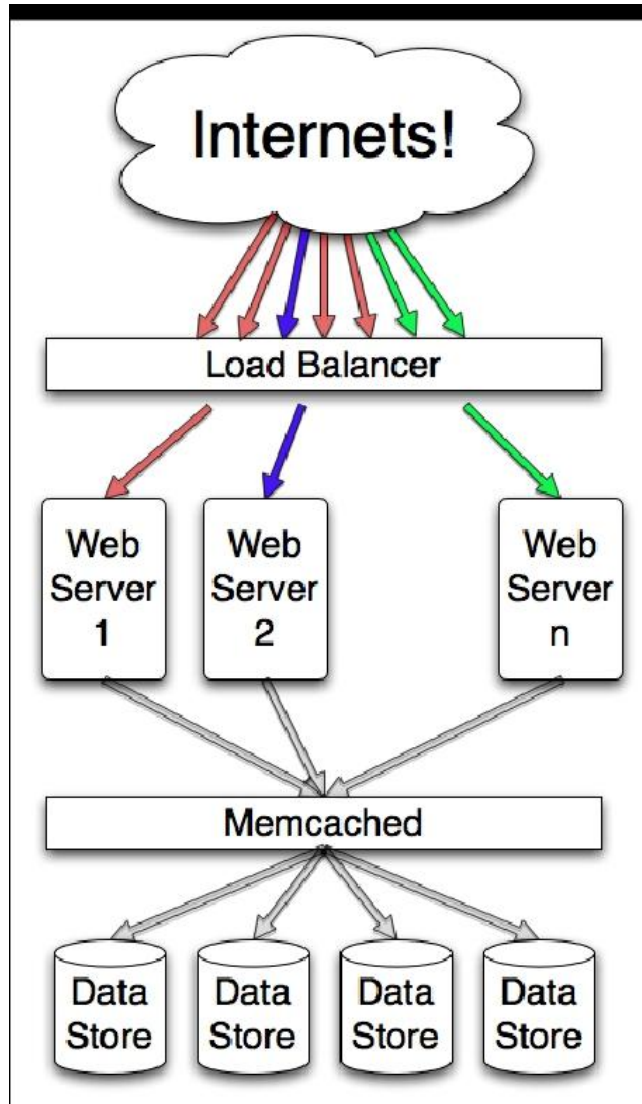 Internets!
Load Balancer
Web
Server
1
Web
Server
2
Web
Server
n
Memcached
Data
Store
Data
Store
Data
Store
Data
Store